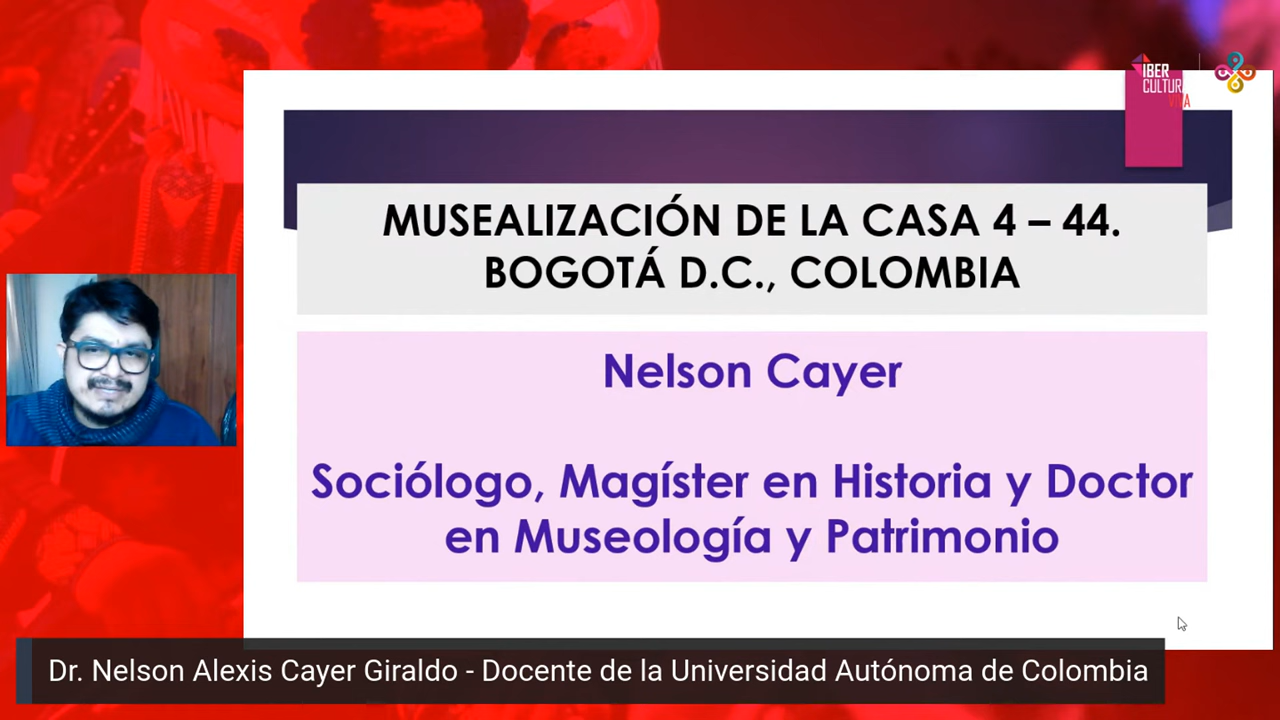 IBER
CULTURA
VIVA
MUSEALIZACIÓN DE LA CASA 4 – 44.
BOGOTÁ D.C., COLOMBIA
Nelson Cayer
Sociólogo, Magíster en Historia y Doctor
en Museología y Patrimonio
Dr. Nelson Alexis Cayer Giraldo - Docente de la Universidad Autónoma de Colombia